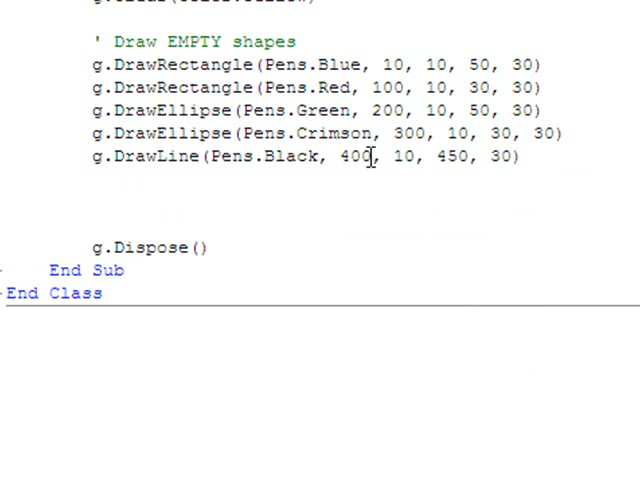 ' Draw EMPTY shapes
g.DrawRectangle(Pens.Blue, 10, 10, 50, 30)
g.DrawRectangle(Pens.Red, 100, 10, 30, 30)
g.DrawEllipse(Pens.Green, 200, 10, 50, 30)
g.DrawEllipse(Pens.Crimson, 300, 10, 30, 30)
g.DrawLine(Pens.Black, 400, 10, 450, 30)
g.Dispose()
End Sub
End Class